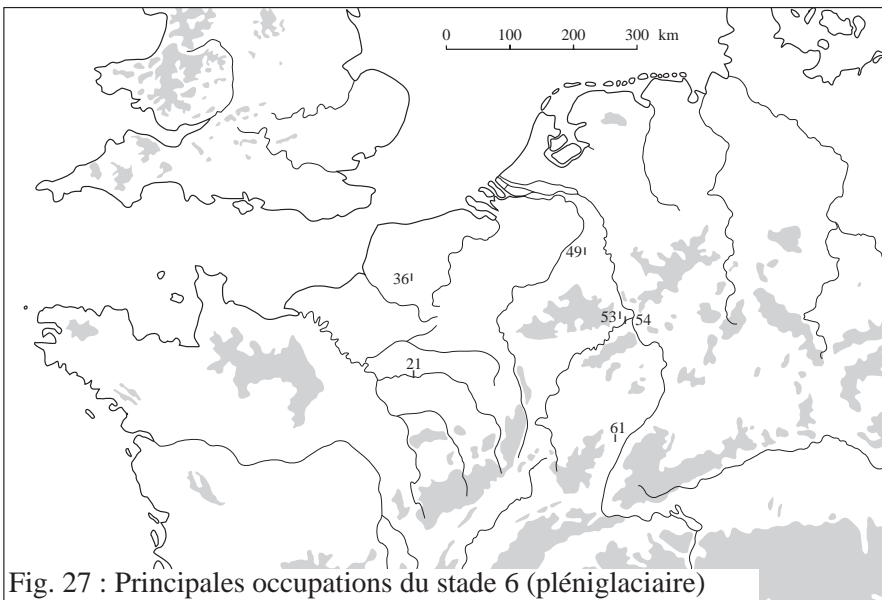 0 100 200 300 km
49
36
53 54
21
61
Fig. 27 : Principales occupations du stade 6 (pléniglaciaire)